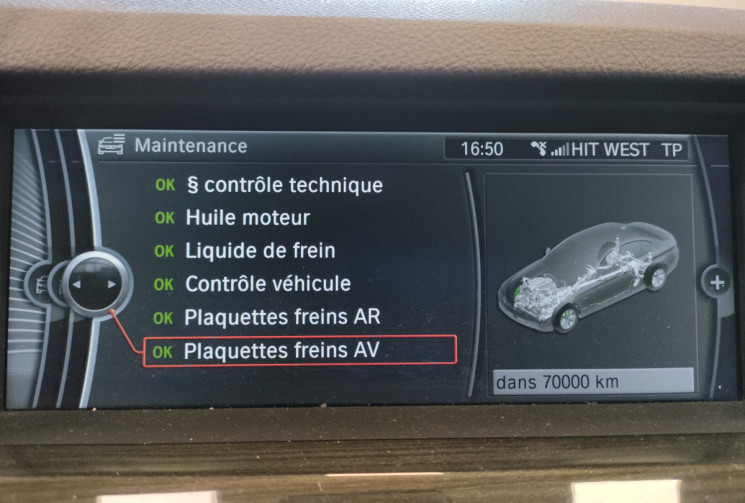 Maintenance
16:50 HIT WEST TP
OK § contrôle technique
OK Huile moteur
OK Liquide de frein
OK Contrôle véhicule
OK Plaquettes freins AR
OK Plaquettes freins AV
dans 70000 km